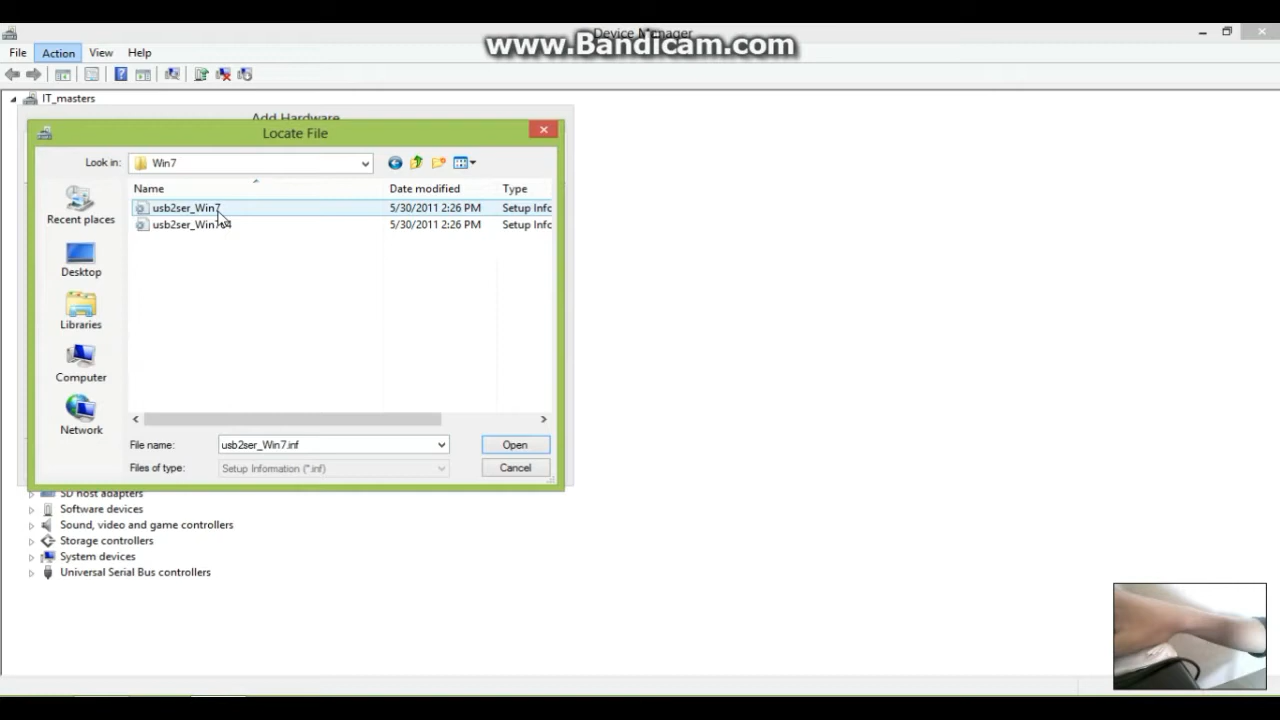 www.Bandicam.com
Device Manager
File Action View Help
IT_masters
Add Hardware
Locate File
Look in: Win7
Name Date modified Type
usb2ser_Win7 5/30/2011 2:26 PM Setup Info
5/30/2011 2:26 PM Setup Info
Recent places
Desktop
Libraries
Computer
Network
File name: usb2ser_Win7.inf Open
Files of type: Setup Information (*.inf) Cancel
SD host adapters
Software devices
Sound, video and game controllers
Storage controllers
System devices
Universal Serial Bus controllers